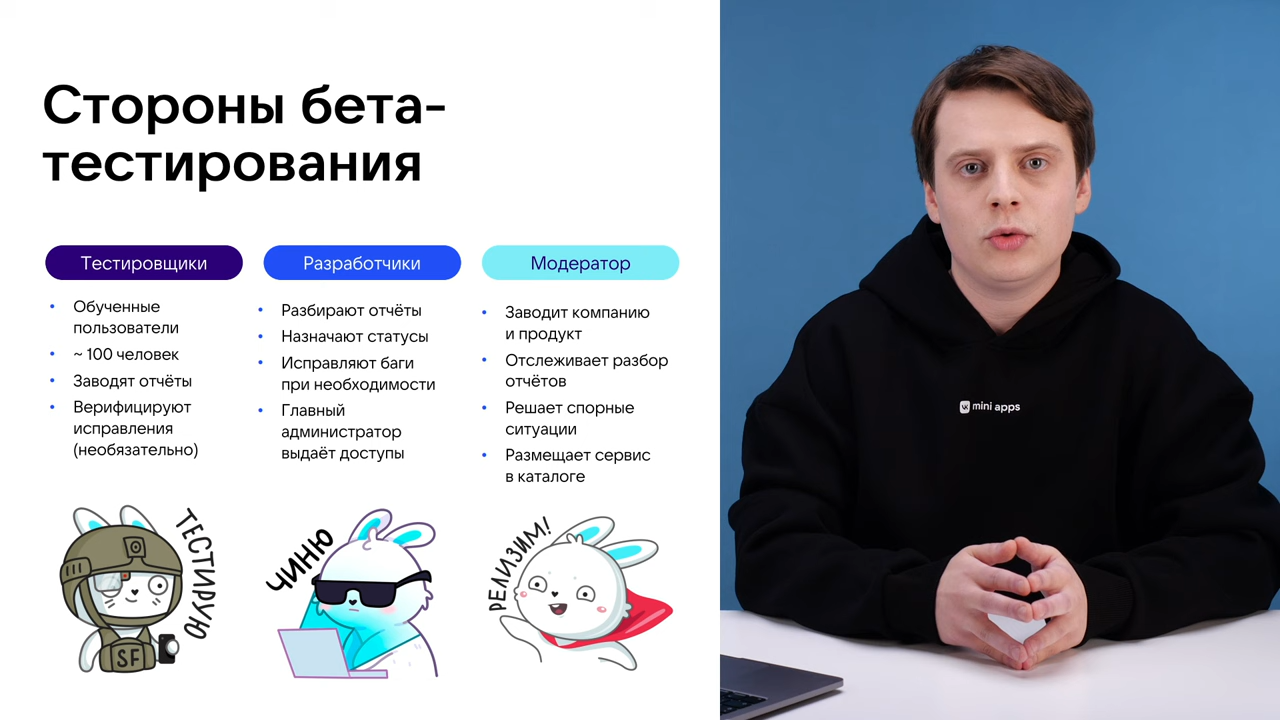 Стороны бета-
тестирования
Тестировщики
• Обученные
пользователи
• ~ 100 человек
• Заводят отчёты
• Верифицируют
исправления
(необязательно)
Разработчики
• Разбирают отчёты
• Назначают статусы
• Исправляют баги
при необходимости
• Главный
администратор
выдаёт доступы
Модератор
• Заводит компанию
и продукт
• Отслеживает разбор
отчётов
• Решает спорные
ситуации
• Размещает сервис
в каталоге
ТЕСТИРУЮ
SF
ЧИНЮ
РЕЛИЗИМ!
mini apps